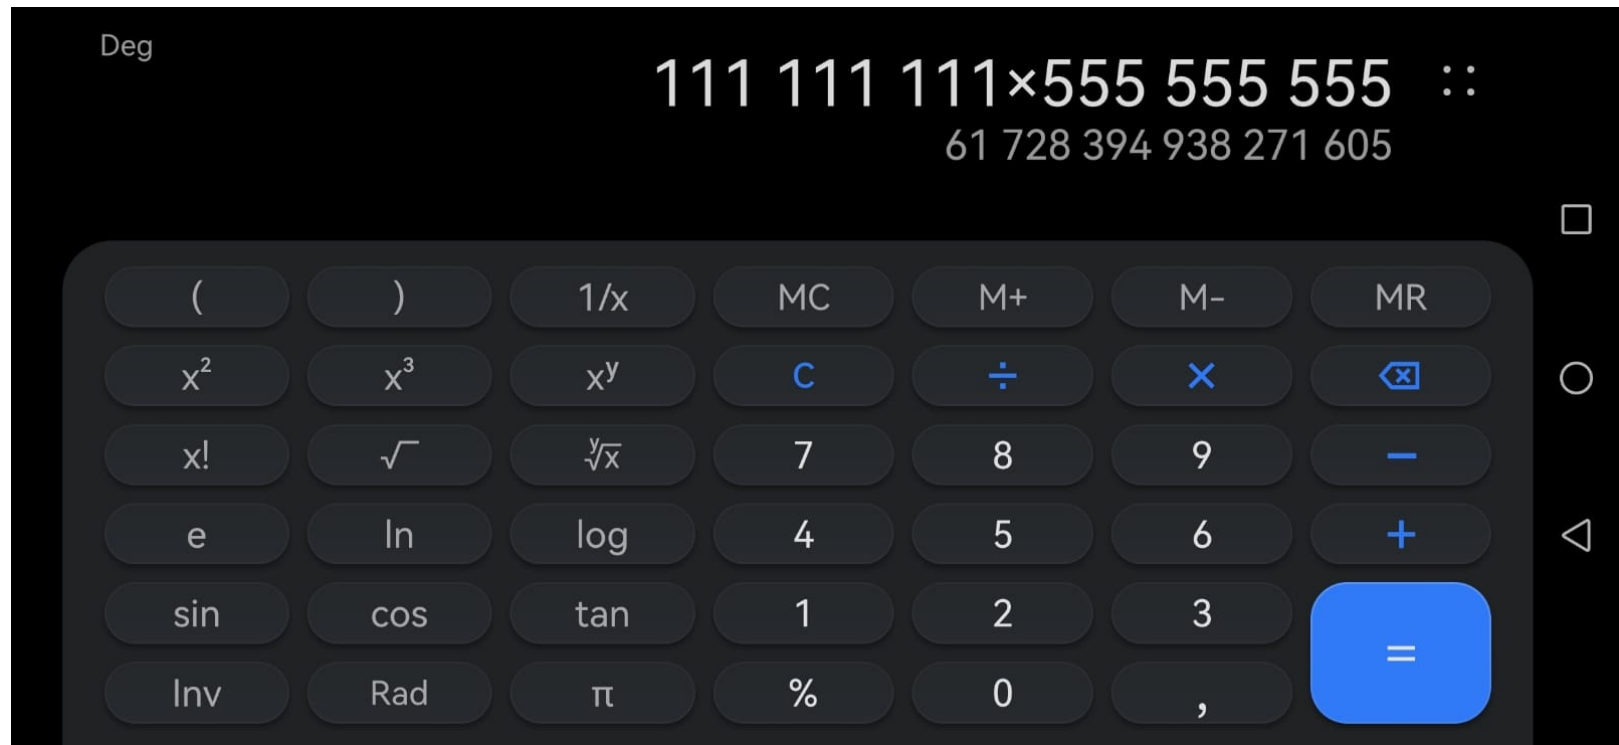 Deg
111 111 111×555 555 555
61 728 394 938 271 605
( ) 1/x MC M+ M- MR
x² x³ xʸ C ÷ ×
x! √ ʸ√x 7 8 9 −
e ln log 4 5 6 +
sin cos tan 1 2 3
Inv Rad π % 0 , =